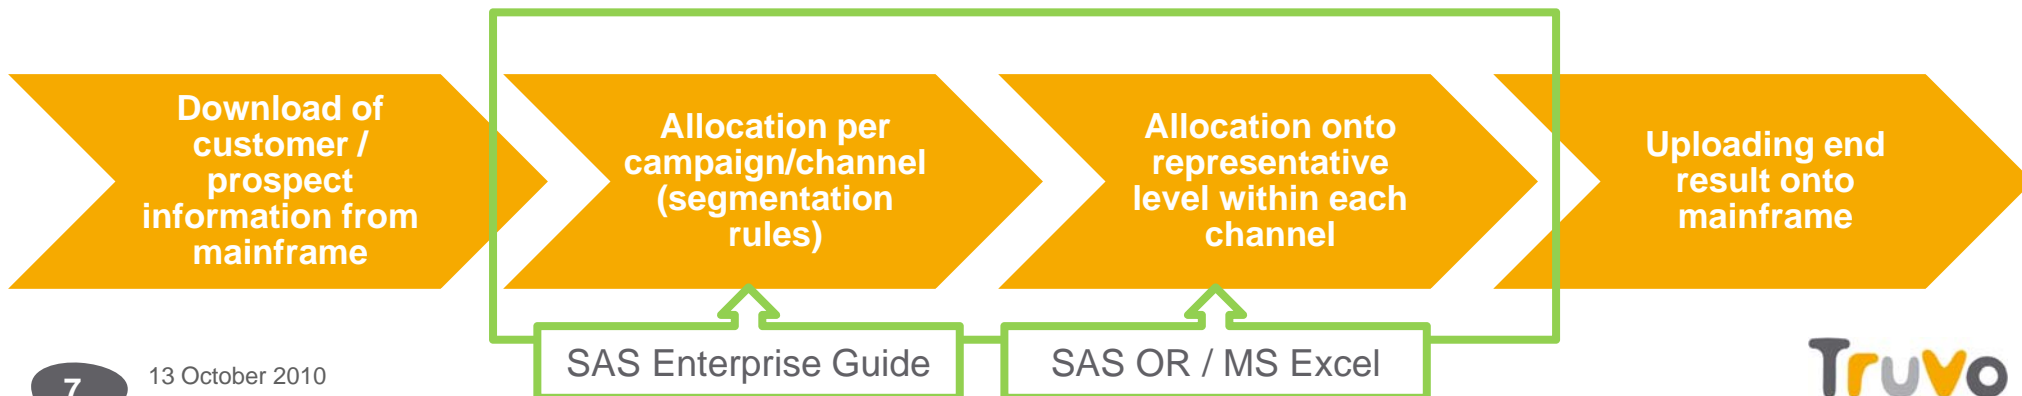 Download of
customer /
prospect
information from
mainframe
Allocation per
campaign/channel
(segmentation
rules)
Allocation onto
representative
level within each
channel
Uploading end
result onto
mainframe
SAS Enterprise Guide
SAS OR / MS Excel
7
13 October 2010
Truvo